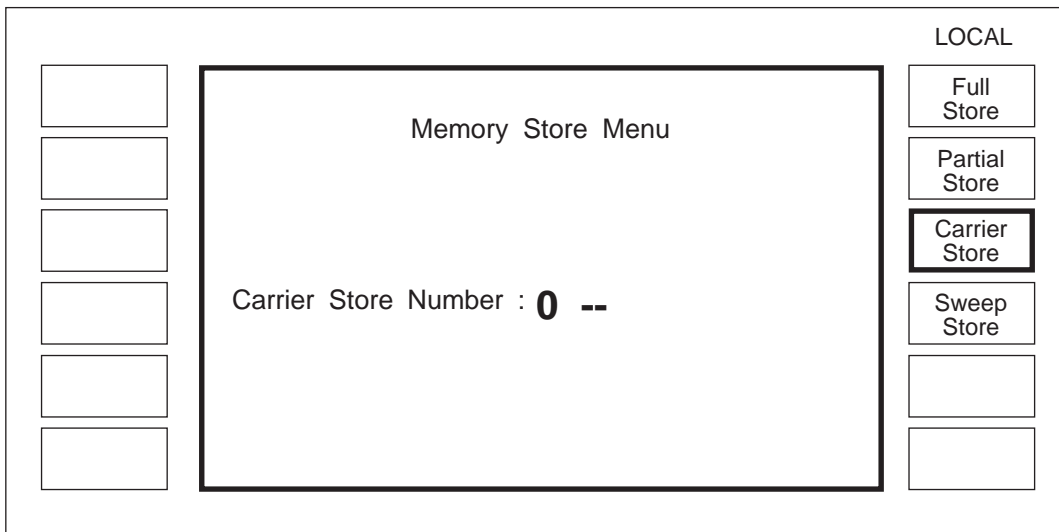 LOCAL
Full
Store
Memory Store Menu
Partial
Store
Carrier
Store
Carrier Store Number : 0 --
Sweep
Store